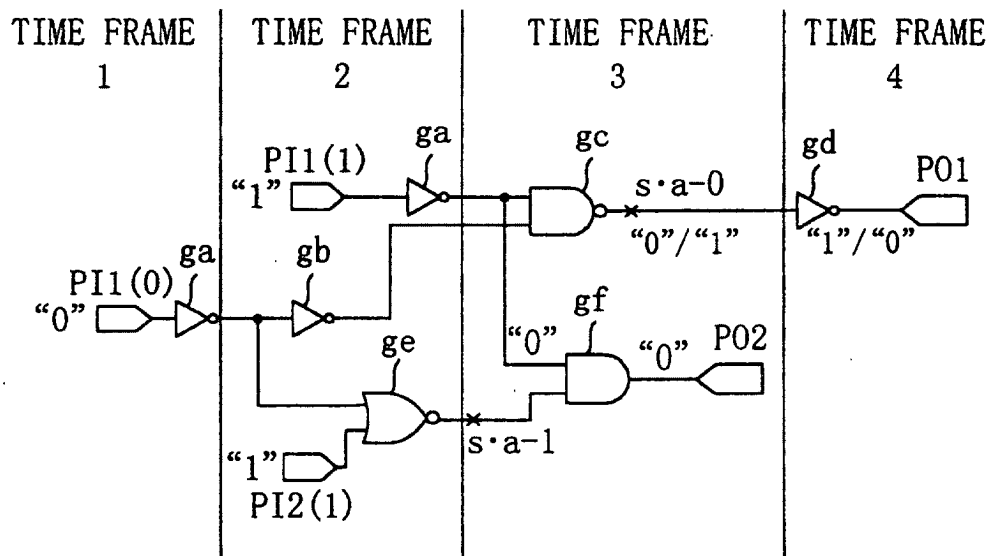 TIME FRAME 1
TIME FRAME 2
TIME FRAME 3
TIME FRAME 4
PI1(1)
ga
gc
s・a-0
gd
PO1
“1”
“0”/“1”
“1”/“0”
PI1(0)
ga
gb
“0”
gf
“0”
“0”
PO2
ge
s・a-1
“1”
PI2(1)